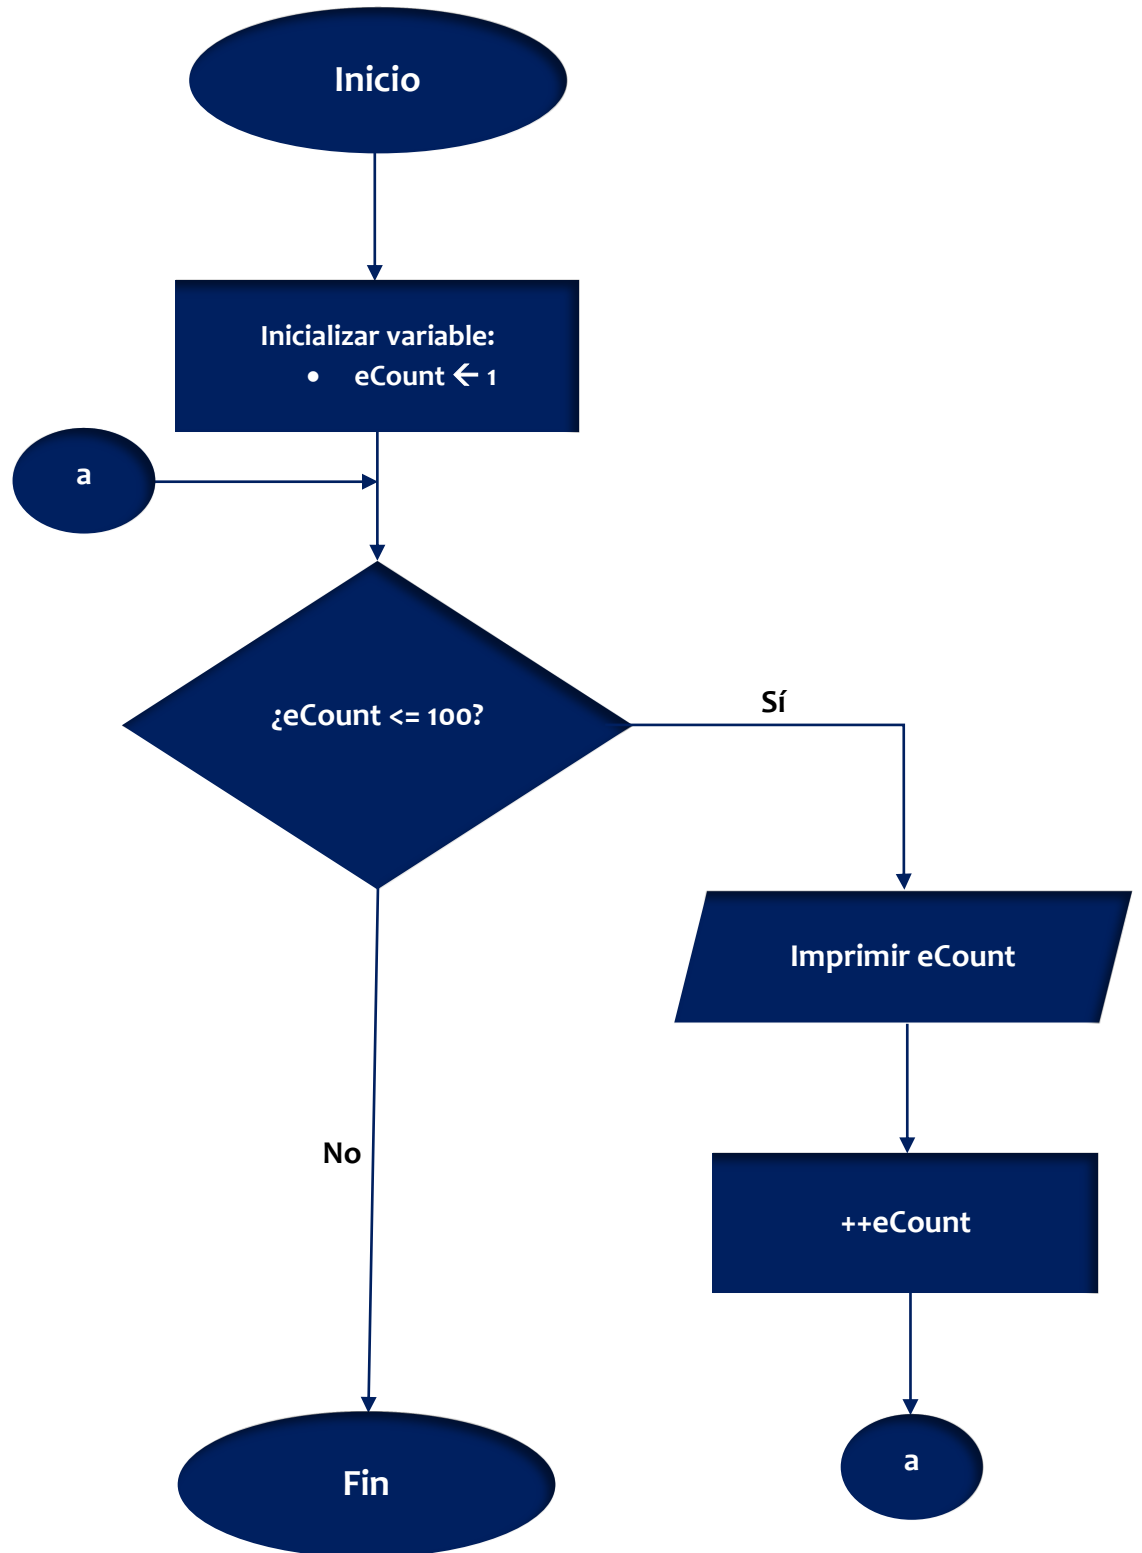 Inicio
Inicializar variable:
• eCount ← 1
a
¿eCount <= 100?
Sí
Imprimir eCount
No
++eCount
a
Fin